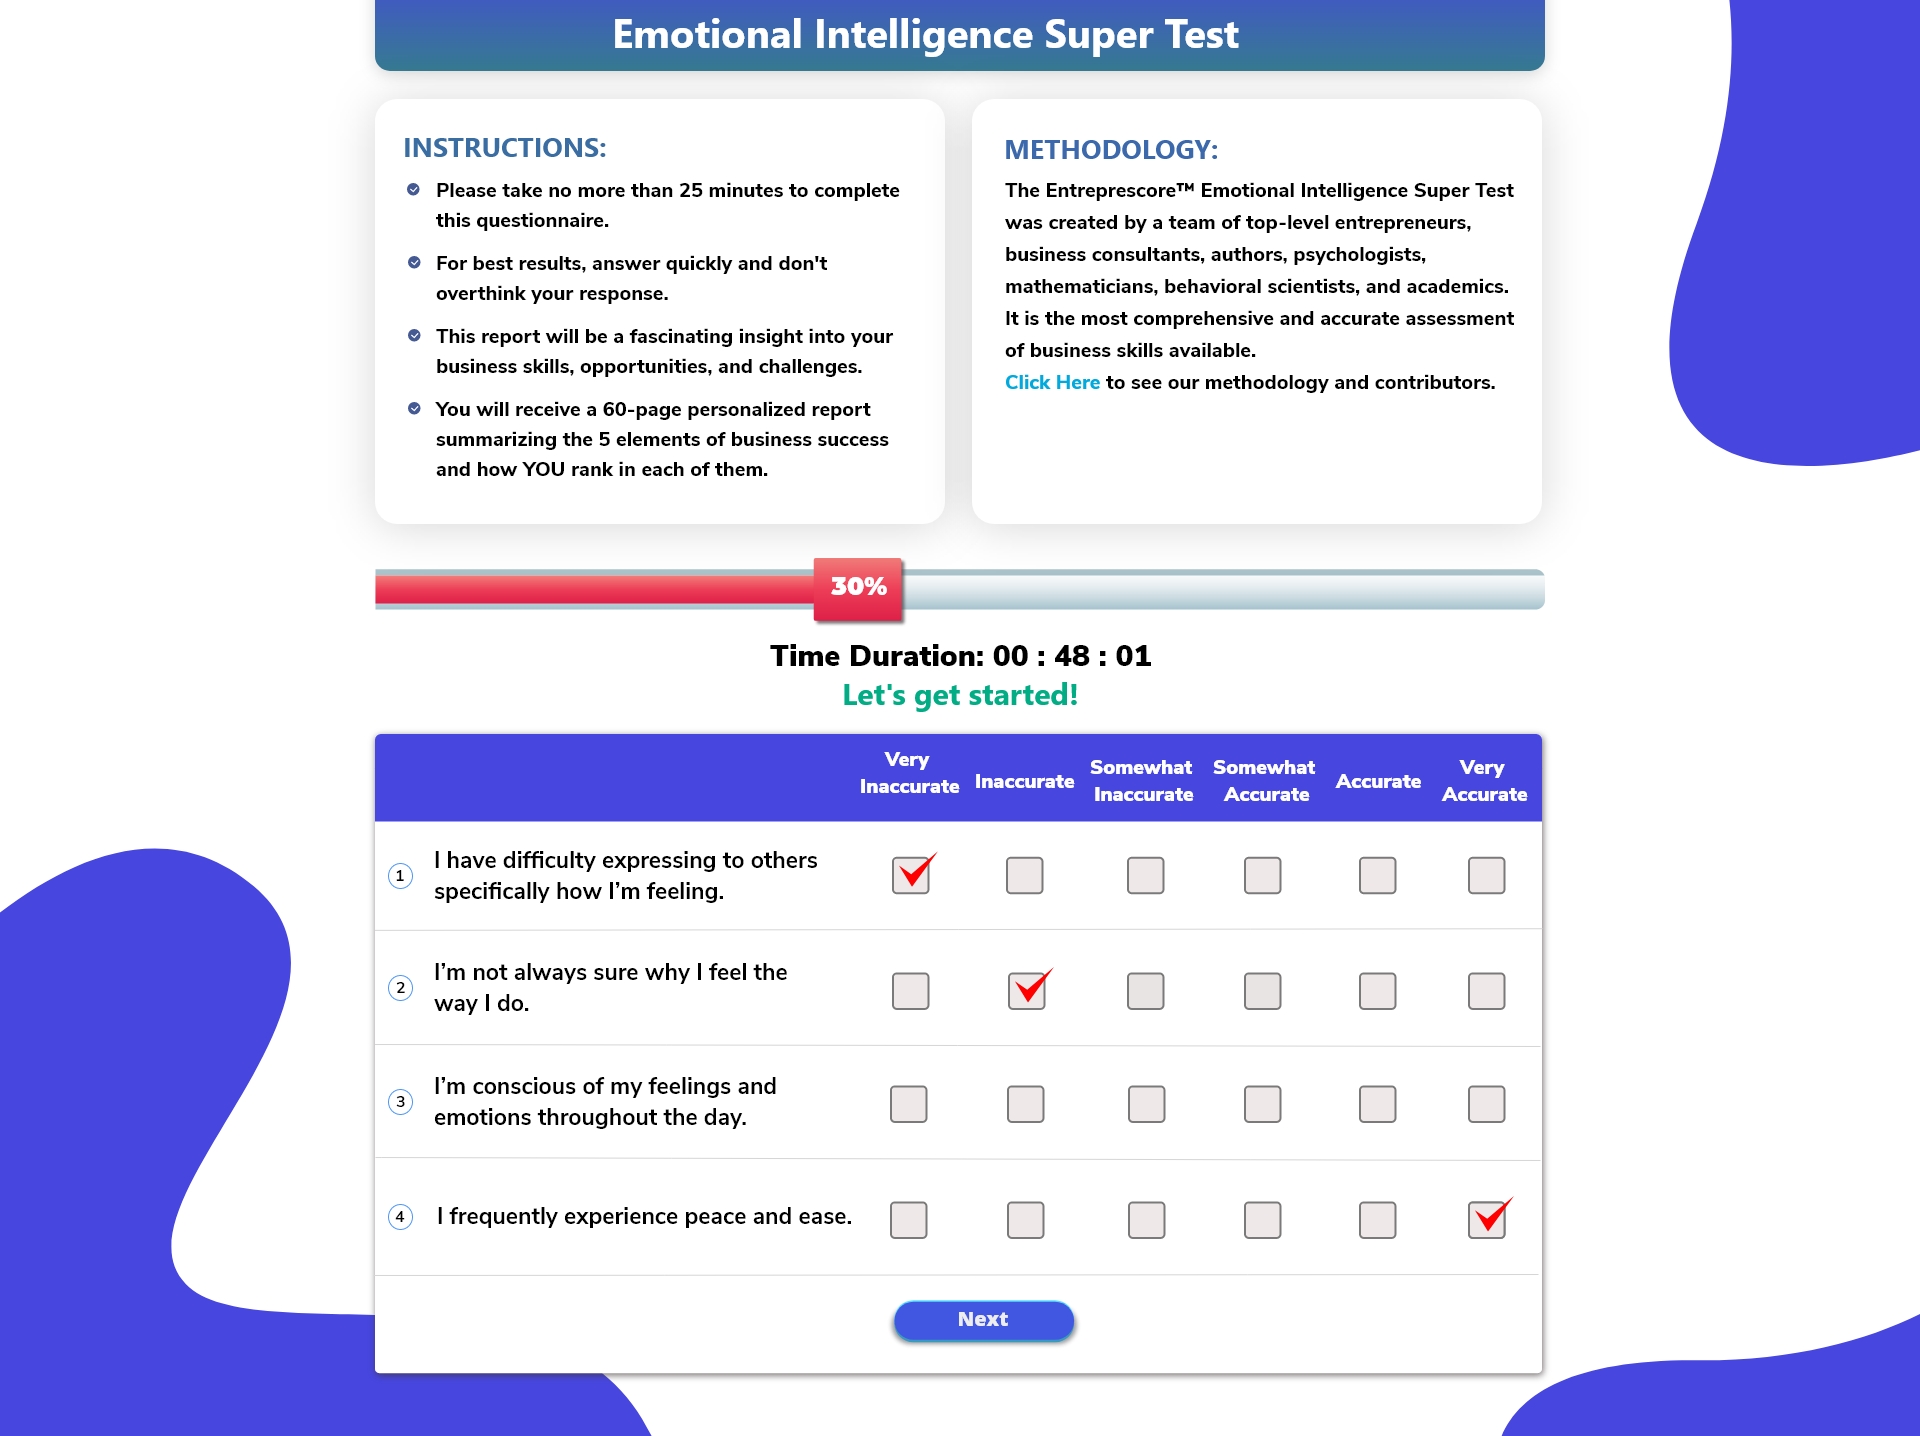 Emotional Intelligence Super Test
INSTRUCTIONS:
Please take no more than 25 minutes to complete
this questionnaire.
For best results, answer quickly and don't
overthink your response.
This report will be a fascinating insight into your
business skills, opportunities, and challenges.
You will receive a 60-page personalized report
summarizing the 5 elements of business success
and how YOU rank in each of them.
METHODOLOGY:
The Entreprescore™ Emotional Intelligence Super Test
was created by a team of top-level entrepreneurs,
business consultants, authors, psychologists,
mathematicians, behavioral scientists, and academics.
It is the most comprehensive and accurate assessment
of business skills available.
Click Here to see our methodology and contributors.
30%
Time Duration: 00 : 48 : 01
Let's get started!
Very
Inaccurate
Inaccurate
Somewhat
Inaccurate
Somewhat
Accurate
Accurate
Very
Accurate
1
I have difficulty expressing to others
specifically how I’m feeling.
2
I’m not always sure why I feel the
way I do.
3
I’m conscious of my feelings and
emotions throughout the day.
4
I frequently experience peace and ease.
Next